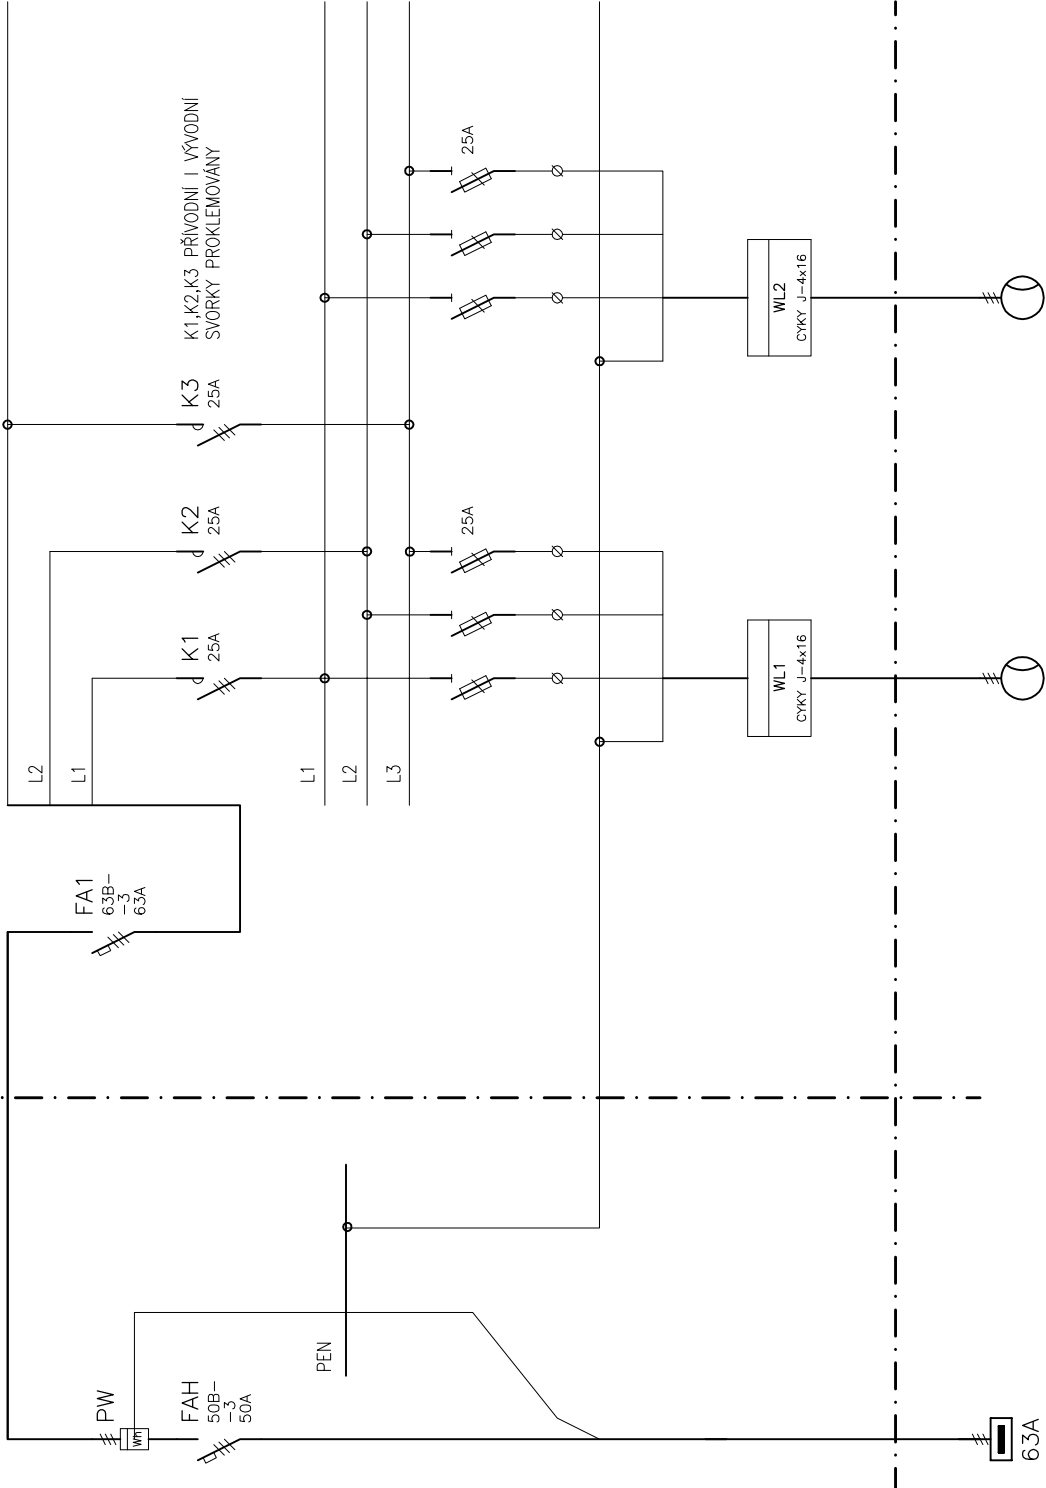 K1,K2,K3 PŘÍVODNÍ I VÝVODNÍ
SVORKY PROKLEMOVÁNY
25A
K3
25A
WL2
CYKY J-4x16
K2
25A
25A
K1
25A
WL1
CYKY J-4x16
L2
L1
L1
L2
L3
FA1
63B-
-3
63A
PEN
PW
Wh
FAH
50B-
-3
50A
63A